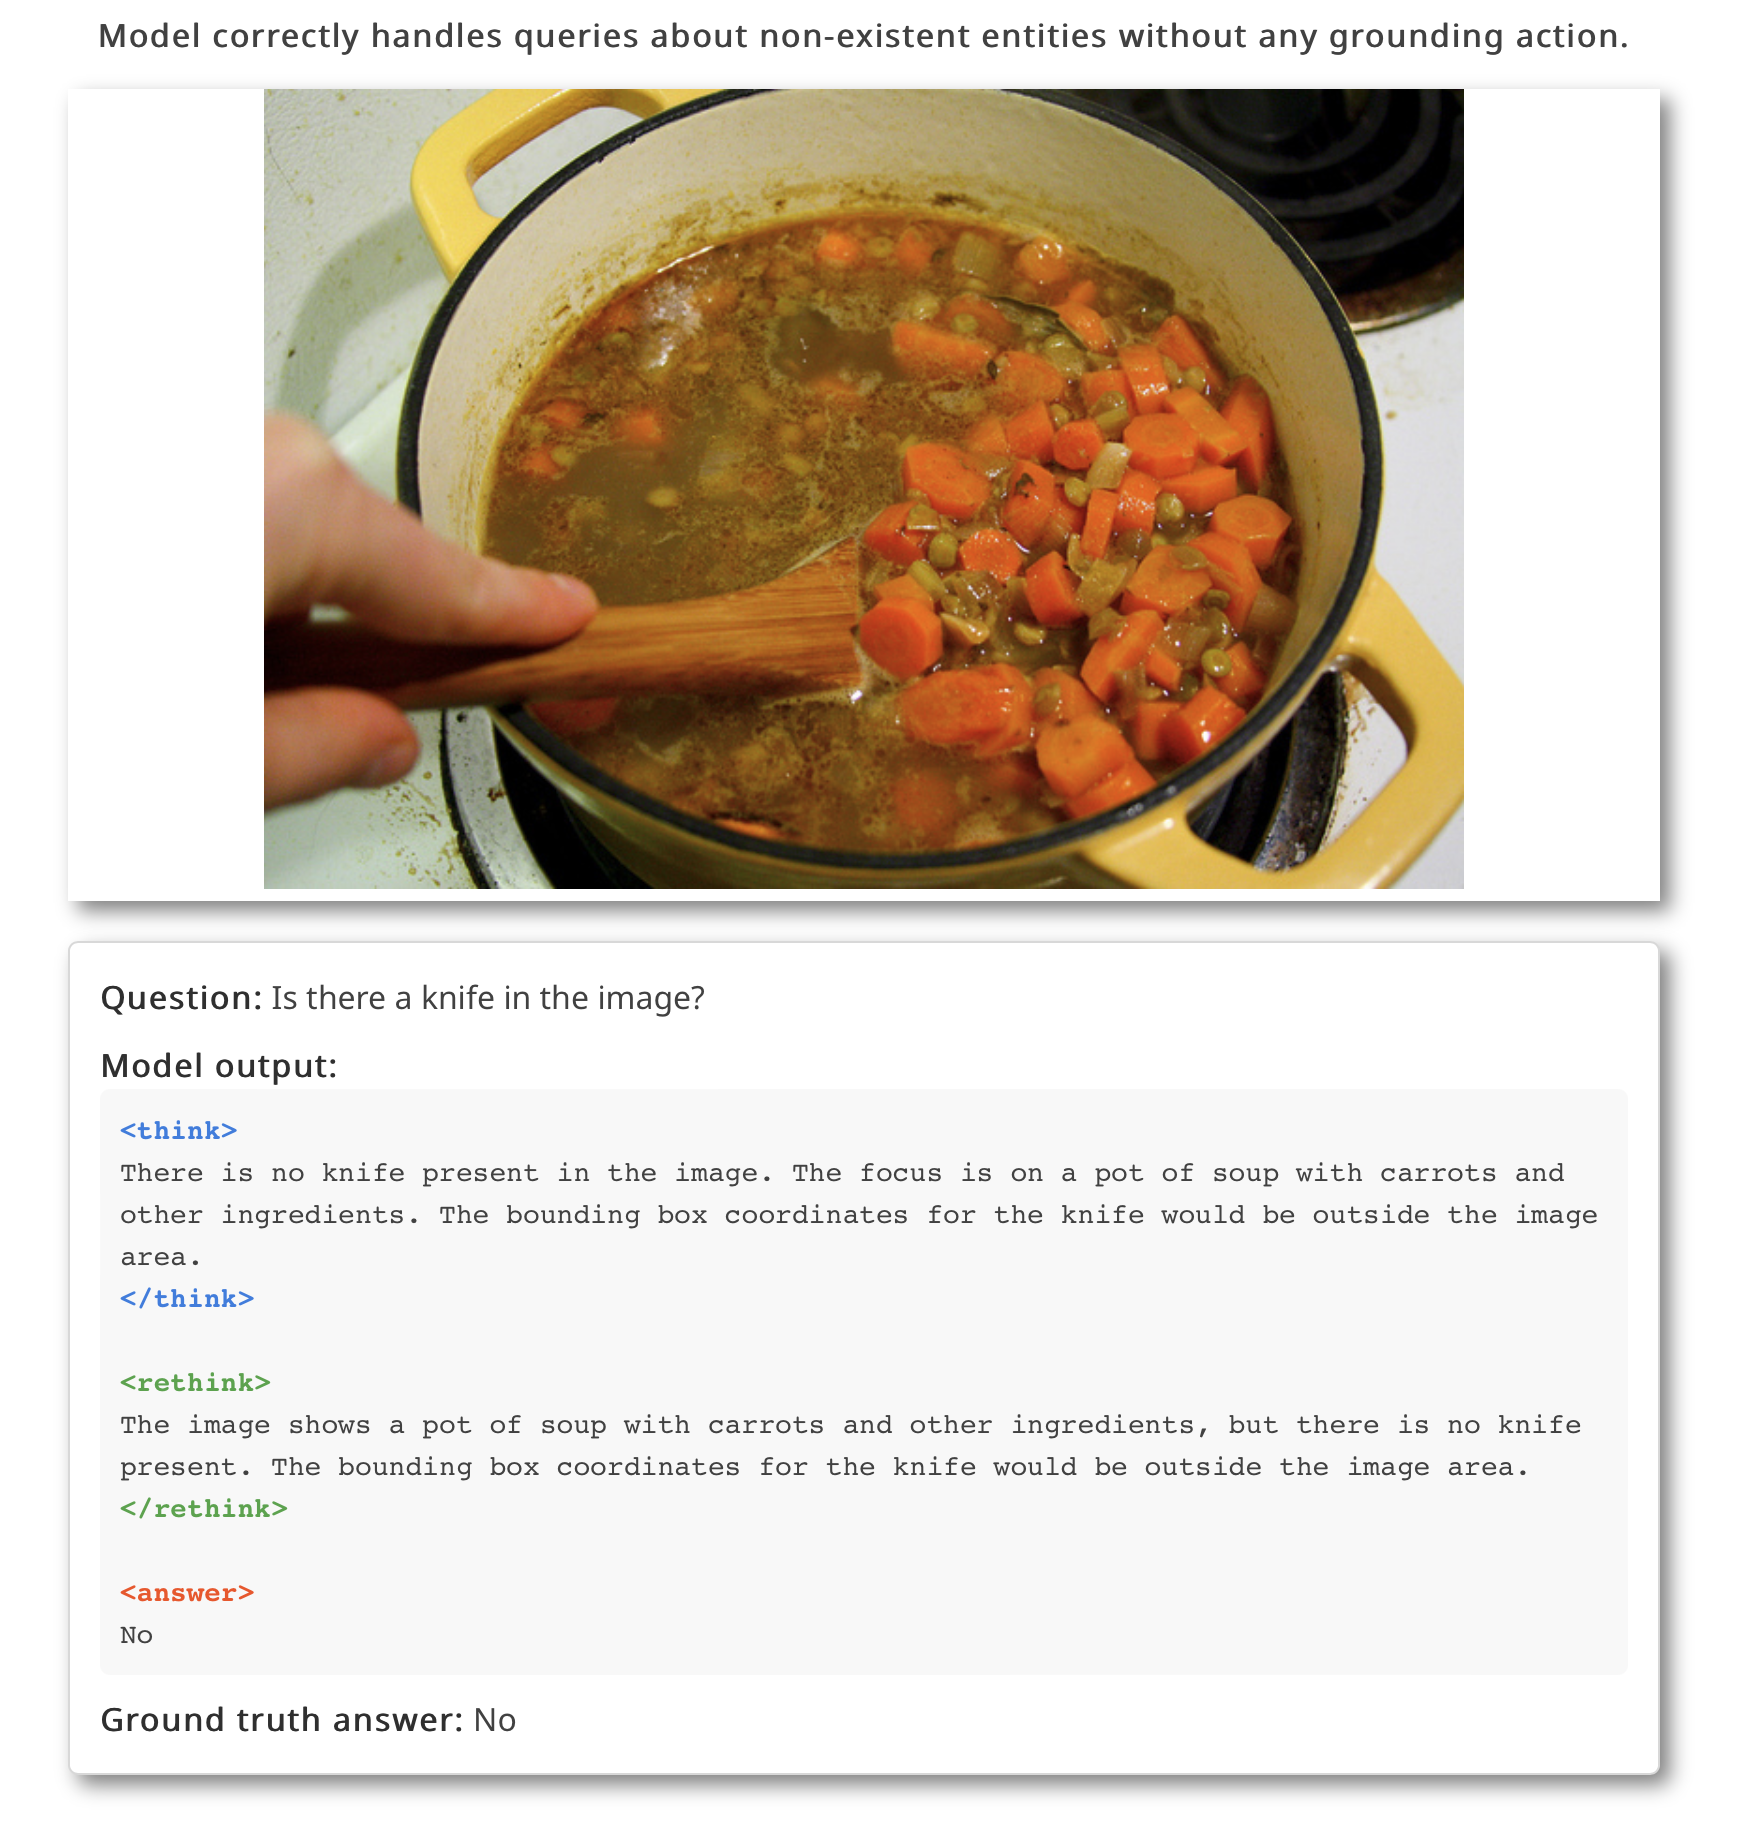 Model correctly handles queries about non-existent entities without any grounding action.
Question: Is there a knife in the image?
Model output:
<think>
There is no knife present in the image. The focus is on a pot of soup with carrots and
other ingredients. The bounding box coordinates for the knife would be outside the image
area.
</think>
<rethink>
The image shows a pot of soup with carrots and other ingredients, but there is no knife
present. The bounding box coordinates for the knife would be outside the image area.
</rethink>
<answer>
No
Ground truth answer: No